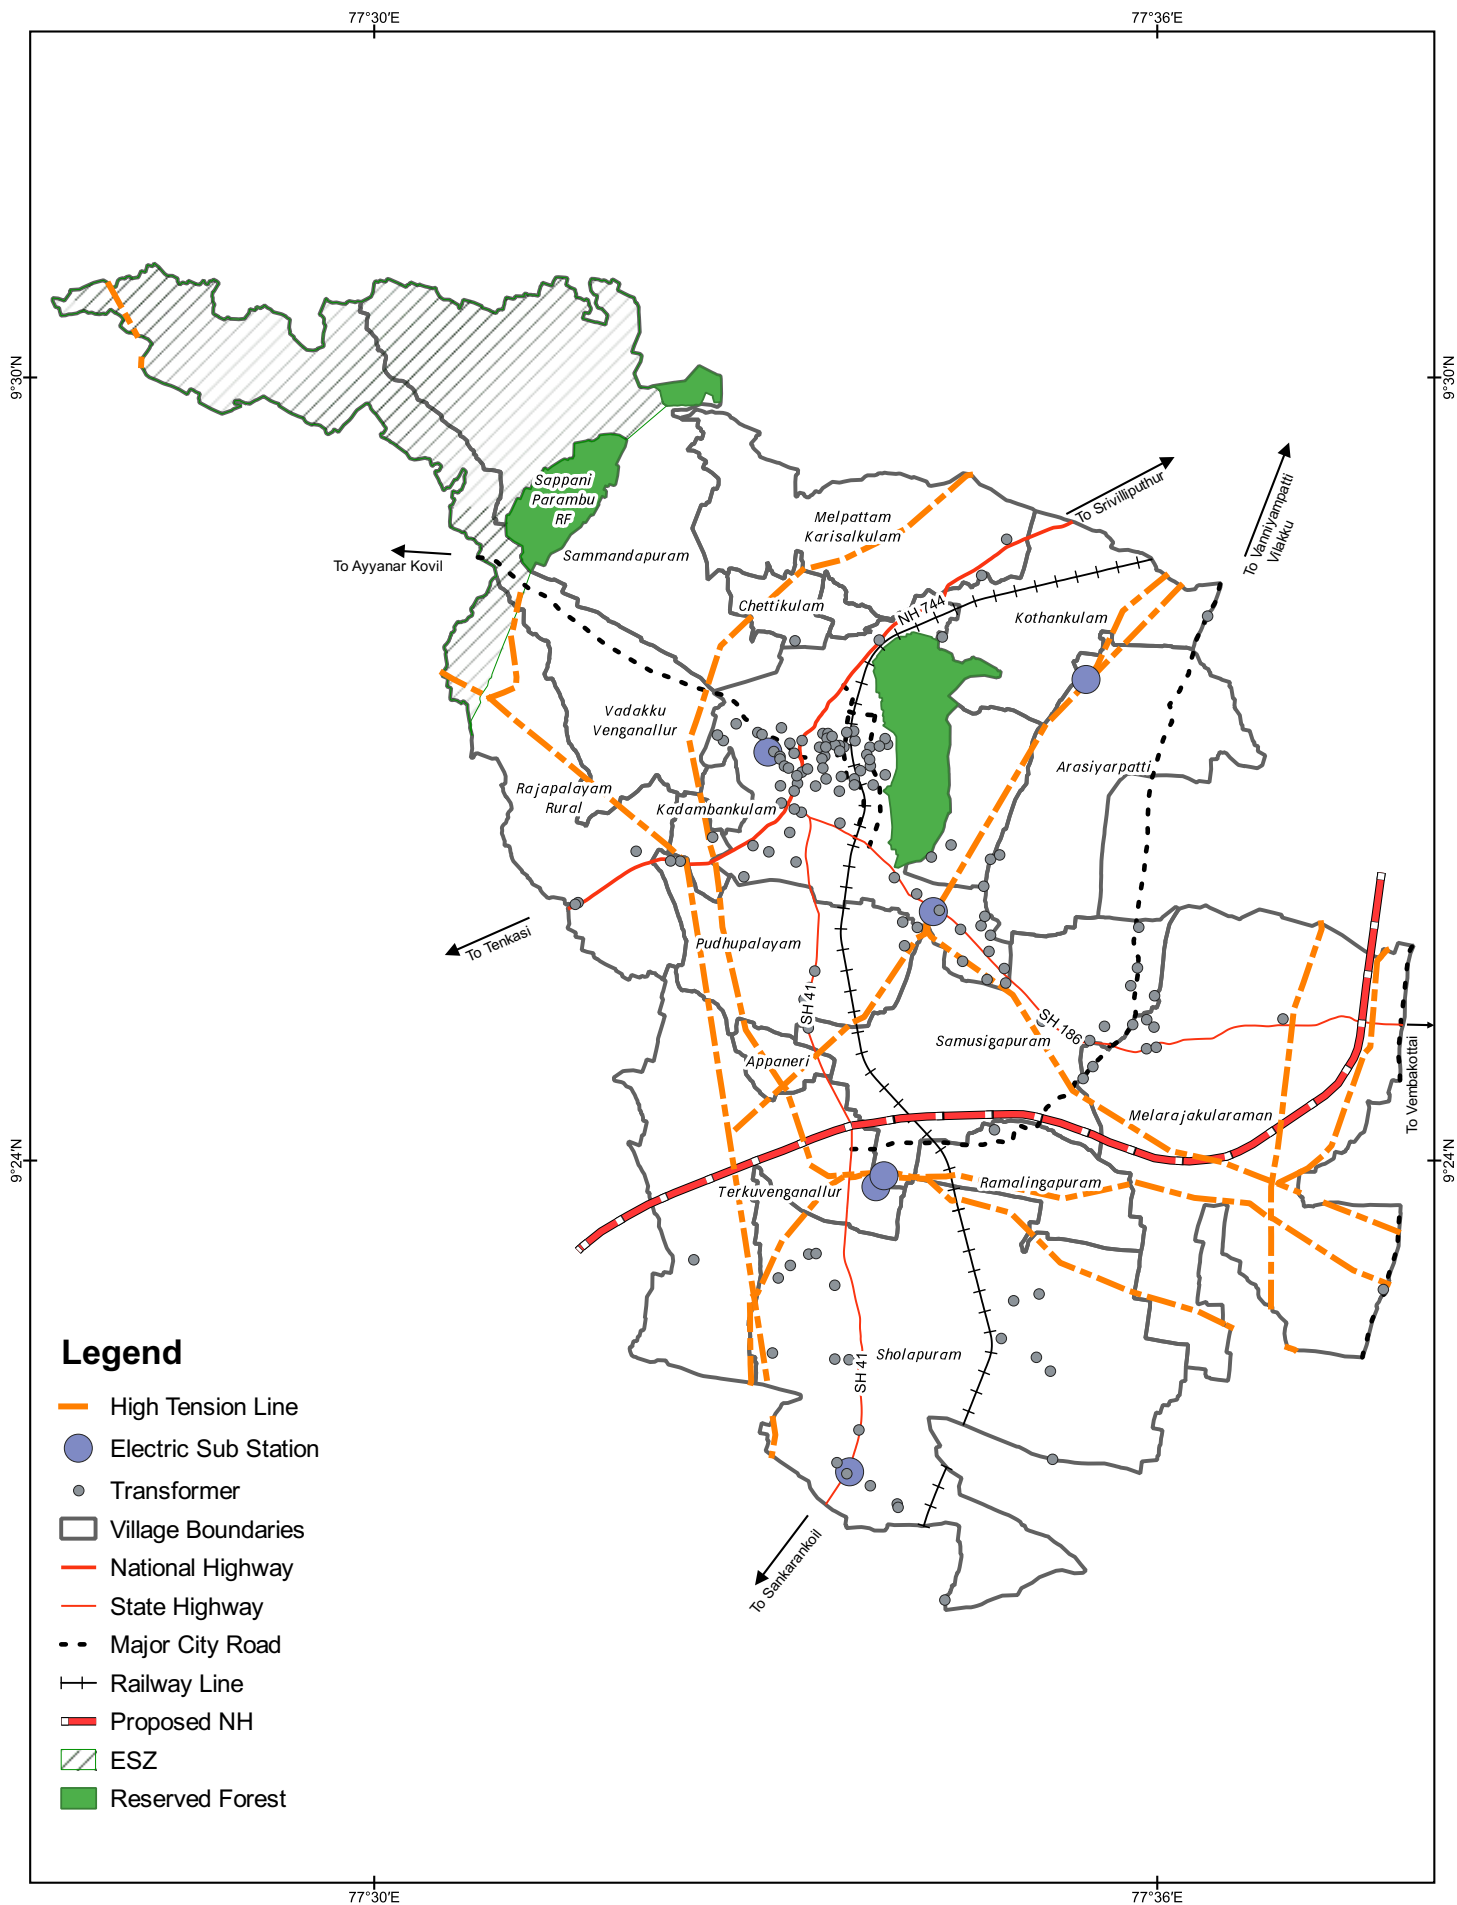 77°30'E
77°36'E
9°30'N
9°30'N
Sappani
Parambu
RF
Sammandapuram
Melpattam
Karisalkulam
To Srivilliputhur
To Vanniyampatti
Vilakku
To Ayyanar Kovil
Chettikulam
NH 744
Kothankulam
Vadakku
Venganallur
Arasiyarpatti
Rajapalayam
Rural
Kadambankulam
To Tenkasi
Pudhupalayam
SH 41
SH 186
Samusigapuram
Appaneri
To Vembakottai
Melarajakularaman
9°24'N
9°24'N
Terkuvenganallur
Ramalingapuram
Sholapuram
SH 41
To Sankarankoil
Legend
High Tension Line
Electric Sub Station
Transformer
Village Boundaries
National Highway
State Highway
Major City Road
Railway Line
Proposed NH
ESZ
Reserved Forest
77°30'E
77°36'E